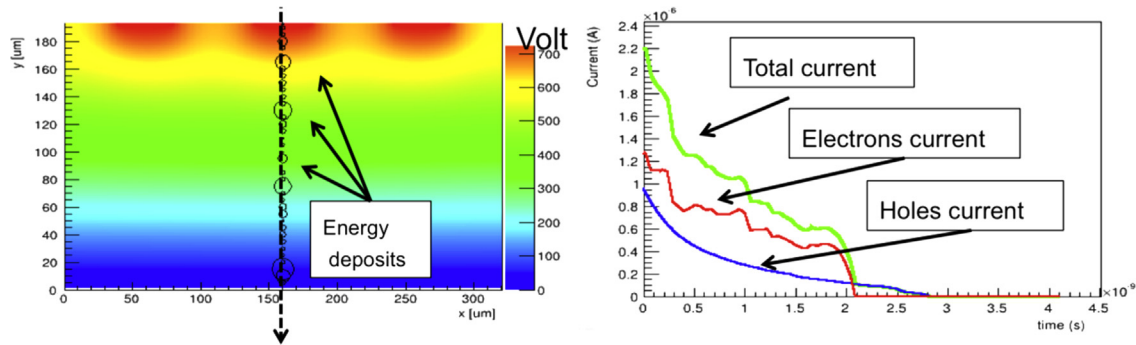 y [um]
180
160
140
120
100
80
60
40
20
0
0 50 100 150 200 250 300
x [um]
Energy
deposits
Volt
700
600
500
400
300
200
100
0
Current (A)
×10⁻⁶
2.4
2.2
2
1.8
1.6
1.4
1.2
1
0.8
0.6
0.4
0.2
0
Total current
Electrons current
Holes current
0 0.5 1 1.5 2 2.5 3 3.5 4 4.5
×10⁻⁹
time (s)